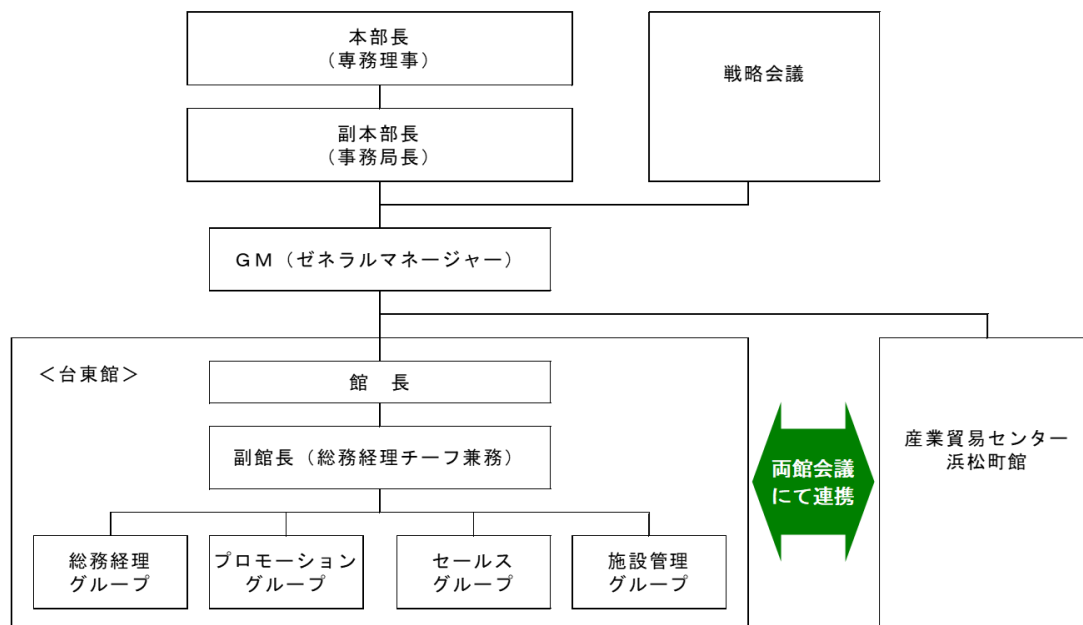 本部長
（専務理事）
戦略会議
副本部長
（事務局長）
ＧＭ（ゼネラルマネージャー）
＜台東館＞
館　長
副館長（総務経理チーフ兼務）
総務経理
グループ
プロモーション
グループ
セールス
グループ
施設管理
グループ
両館会議
にて連携
産業貿易センター
浜松町館